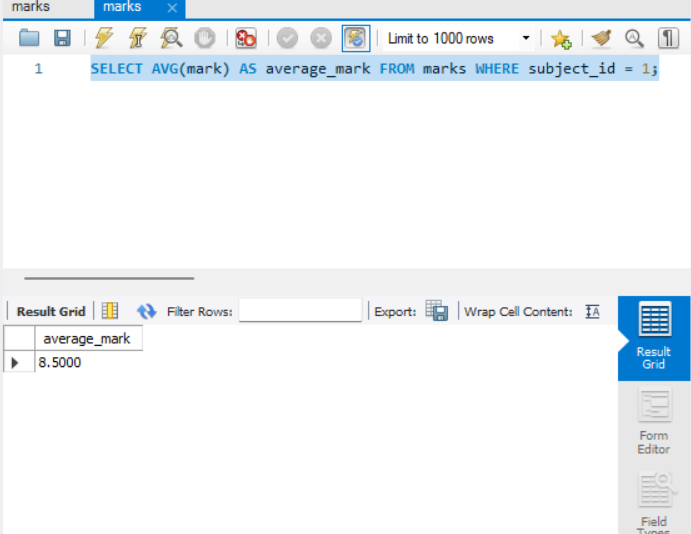 marks marks
Limit to 1000 rows
1 SELECT AVG(mark) AS average_mark FROM marks WHERE subject_id = 1;
Result Grid Filter Rows: Export: Wrap Cell Content:
average_mark
8.5000
Result
Grid
Form
Editor
Field
Types